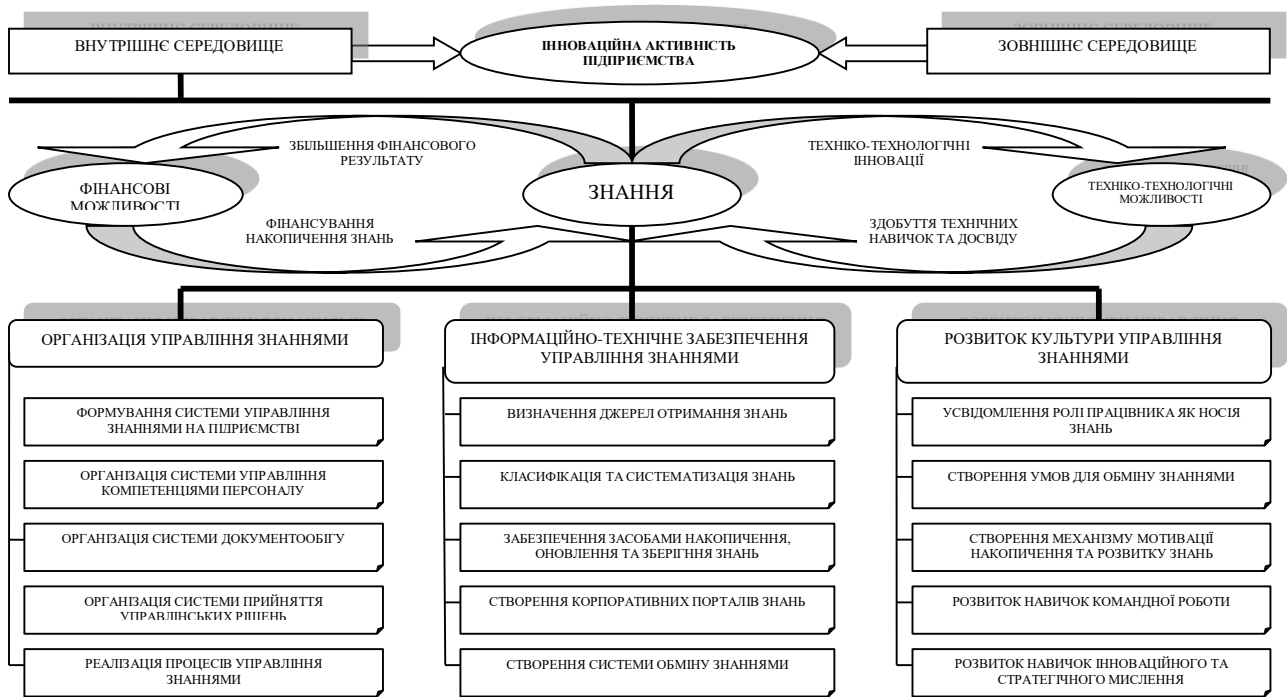 ВНУТРІШНЄ СЕРЕДОВИЩЕ
ІННОВАЦІЙНА АКТИВНІСТЬ
ПІДПРИЄМСТВА
ЗОВНІШНЄ СЕРЕДОВИЩЕ
ЗБІЛЬШЕННЯ ФІНАНСОВОГО
РЕЗУЛЬТАТУ
ТЕХНІКО-ТЕХНОЛОГІЧНІ
ІННОВАЦІЇ
ФІНАНСОВІ
МОЖЛИВОСТІ
ЗНАННЯ
ТЕХНІКО-ТЕХНОЛОГІЧНІ
МОЖЛИВОСТІ
ФІНАНСУВАННЯ
НАКОПИЧЕННЯ ЗНАНЬ
ЗДОБУТТЯ ТЕХНІЧНИХ
НАВИЧОК ТА ДОСВІДУ
ОРГАНІЗАЦІЯ УПРАВЛІННЯ ЗНАННЯМИ
ФОРМУВАННЯ СИСТЕМИ УПРАВЛІННЯ
ЗНАННЯМИ НА ПІДРИЄМСТВІ
ОРГАНІЗАЦІЯ СИСТЕМИ УПРАВЛІННЯ
КОМПЕТЕНЦІЯМИ ПЕРСОНАЛУ
ОРГАНІЗАЦІЯ СИСТЕМИ ДОКУМЕНТООБІГУ
ОРГАНІЗАЦІЯ СИСТЕМИ ПРИЙНЯТТЯ
УПРАВЛІНСЬКИХ РІШЕНЬ
РЕАЛІЗАЦІЯ ПРОЦЕСІВ УПРАВЛІННЯ
ЗНАННЯМИ
ІНФОРМАЦІЙНО-ТЕХНІЧНЕ ЗАБЕЗПЕЧЕННЯ
УПРАВЛІННЯ ЗНАННЯМИ
ВИЗНАЧЕННЯ ДЖЕРЕЛ ОТРИМАННЯ ЗНАНЬ
КЛАСИФІКАЦІЯ ТА СИСТЕМАТИЗАЦІЯ ЗНАНЬ
ЗАБЕЗПЕЧЕННЯ ЗАСОБАМИ НАКОПИЧЕННЯ,
ОНОВЛЕННЯ ТА ЗБЕРІГННЯ ЗНАНЬ
СТВОРЕННЯ КОРПОРАТИВНИХ ПОРТАЛІВ ЗНАНЬ
СТВОРЕННЯ СИСТЕМИ ОБМІНУ ЗНАННЯМИ
РОЗВИТОК КУЛЬТУРИ УПРАВЛІННЯ
ЗНАННЯМИ
УСВІДОМЛЕННЯ РОЛІ ПРАЦІВНИКА ЯК НОСІЯ
ЗНАНЬ
СТВОРЕННЯ УМОВ ДЛЯ ОБМІНУ ЗНАННЯМИ
СТВОРЕННЯ МЕХАНІЗМУ МОТИВАЦІЇ
НАКОПИЧЕННЯ ТА РОЗВИТКУ ЗНАНЬ
РОЗВИТОК НАВИЧОК КОМАНДНОЇ РОБОТИ
РОЗВИТОК НАВИЧОК ІННОВАЦІЙНОГО ТА
СТРАТЕГІЧНОГО МИСЛЕННЯ